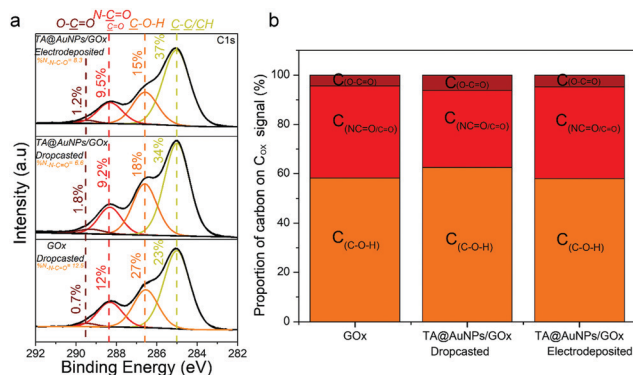 a
O-C=O
N-C=O
C=O
C-O-H
C-C/CH
TA@AuNPs/GOx
Electrodeposited
C1s
1.2%
9.5%
15%
37%
TA@AuNPs/GOx
Dropcasted
1.8%
9.2%
18%
34%
GOx
Dropcasted
0.7%
12%
27%
23%
Intensity (a.u)
292 290 288 286 284 282
Binding Energy (eV)
b
Proportion of carbon on COX signal (%)
100
80
60
40
20
0
C(O-C=O) C(O-C=O) C(O-C=O)
C(NC=O/C=O) C(NC=O/C=O) C(NC=O/C=O)
C(C-O-H) C(C-O-H) C(C-O-H)
GOx TA@AuNPs/GOx TA@AuNPs/GOx
Dropcasted Electrodeposited